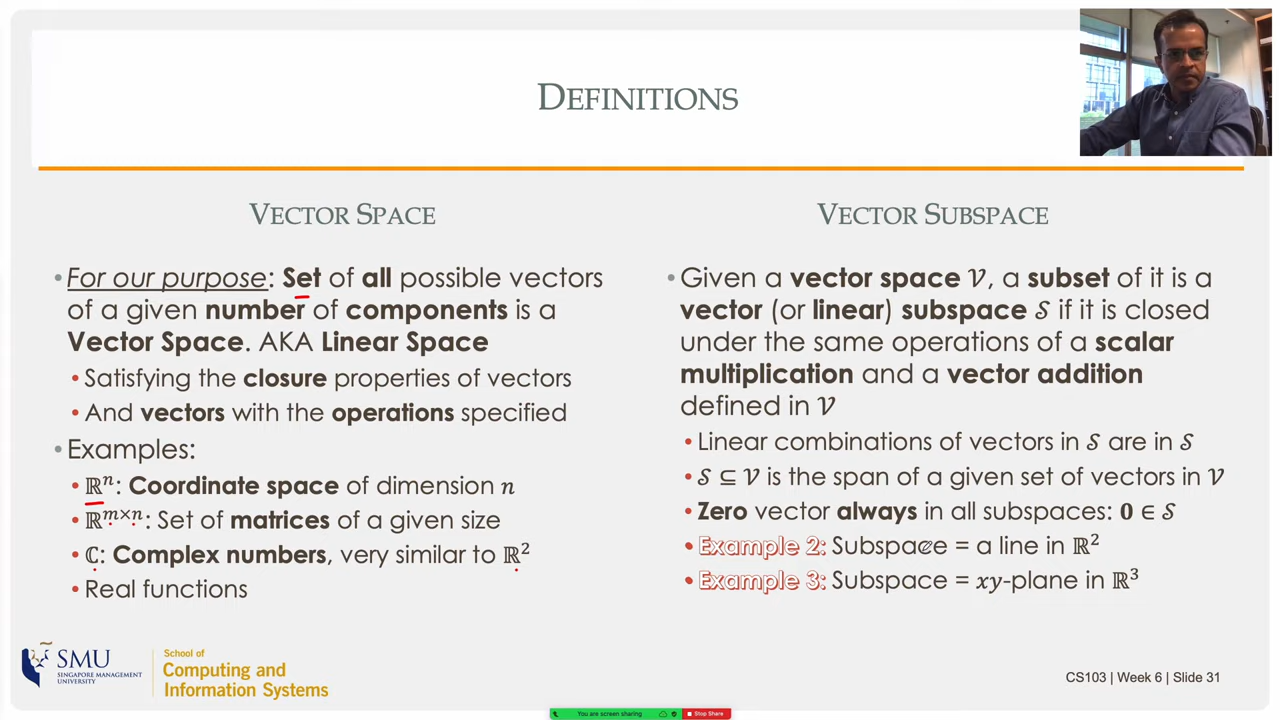 DEFINITIONS
VECTOR SPACE
• For our purpose: Set of all possible vectors
of a given number of components is a
Vector Space. AKA Linear Space
• Satisfying the closure properties of vectors
• And vectors with the operations specified
• Examples:
• ℝⁿ: Coordinate space of dimension n
• ℝᵐˣⁿ: Set of matrices of a given size
• ℂ: Complex numbers, very similar to ℝ²
• Real functions
VECTOR SUBSPACE
• Given a vector space 𝒱, a subset of it is a
vector (or linear) subspace 𝒮 if it is closed
under the same operations of a scalar
multiplication and a vector addition
defined in 𝒱
• Linear combinations of vectors in 𝒮 are in 𝒮
• 𝒮 ⊆ 𝒱 is the span of a given set of vectors in 𝒱
• Zero vector always in all subspaces: 𝟎 ∈ 𝒮
• Example 2: Subspace = a line in ℝ²
• Example 3: Subspace = xy-plane in ℝ³
SMU
SINGAPORE MANAGEMENT
UNIVERSITY
School of
Computing and
Information Systems
CS103 | Week 6 | Slide 31
You are screen sharing
Stop Share